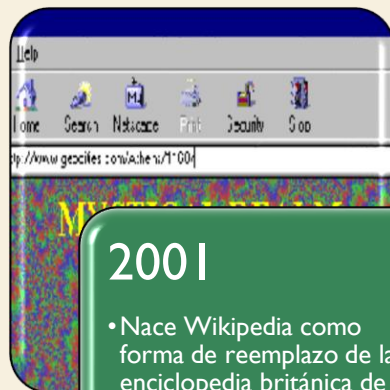 Help
Home Search Netscape Print Security Stop
http://www.geocities.com/Athens/1160
2001
•Nace Wikipedia como
forma de reemplazo de la
enciclopedia británica de